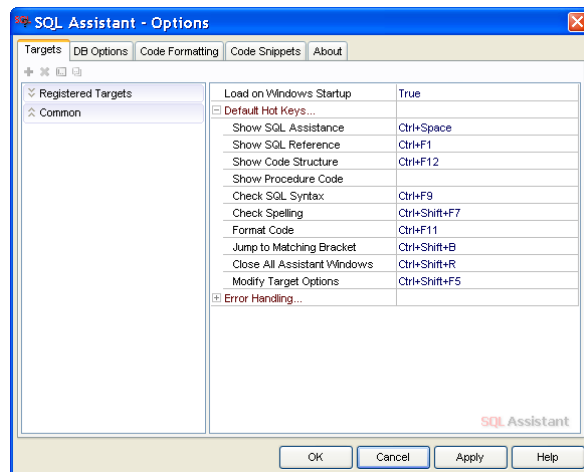 SQL Assistant - Options
Targets DB Options Code Formatting Code Snippets About
Registered Targets
Common
Load on Windows Startup True
Default Hot Keys...
Show SQL Assistance Ctrl+Space
Show SQL Reference Ctrl+F1
Show Code Structure Ctrl+F12
Show Procedure Code
Check SQL Syntax Ctrl+F9
Check Spelling Ctrl+Shift+F7
Format Code Ctrl+F11
Jump to Matching Bracket Ctrl+Shift+B
Close All Assistant Windows Ctrl+Shift+R
Modify Target Options Ctrl+Shift+F5
Error Handling...
SQL Assistant
OK Cancel Apply Help